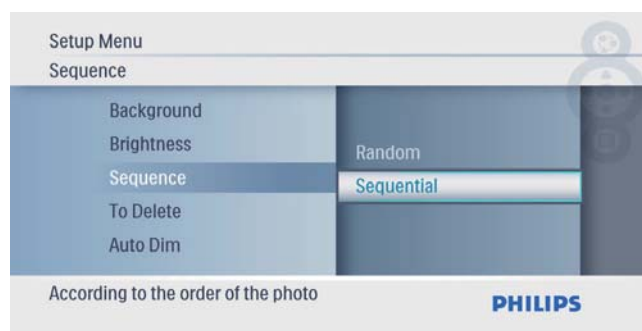 Setup Menu
Sequence
Background
Brightness
Sequence
To Delete
Auto Dim
Random
Sequential
According to the order of the photo
PHILIPS